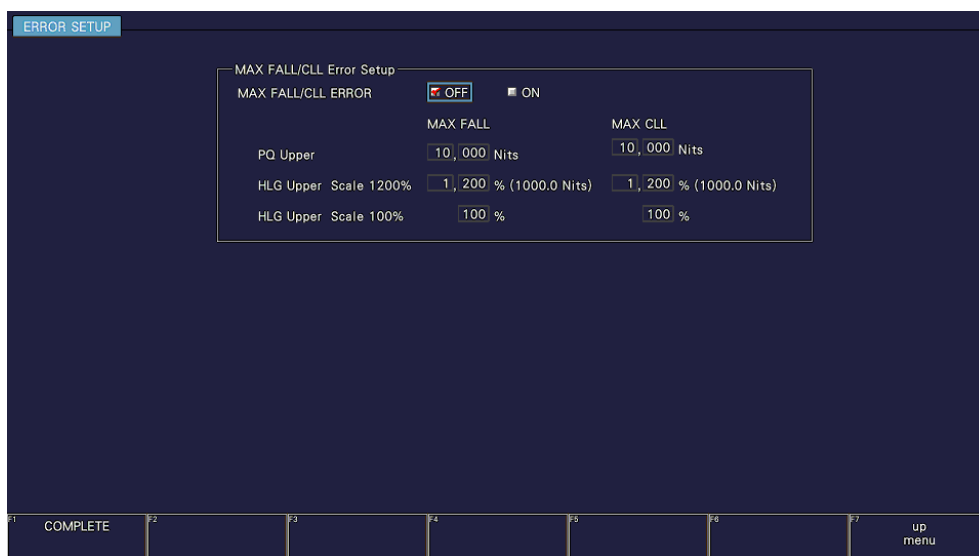 ERROR SETUP
MAX FALL/CLL Error Setup
MAX FALL/CLL ERROR OFF ON
MAX FALL MAX CLL
PQ Upper 10,000 Nits 10,000 Nits
HLG Upper Scale 1200% 1,200 % (1000.0 Nits) 1,200 % (1000.0 Nits)
HLG Upper Scale 100% 100 % 100 %
F1 COMPLETE F2 F3 F4 F5 F6 F7 up
menu